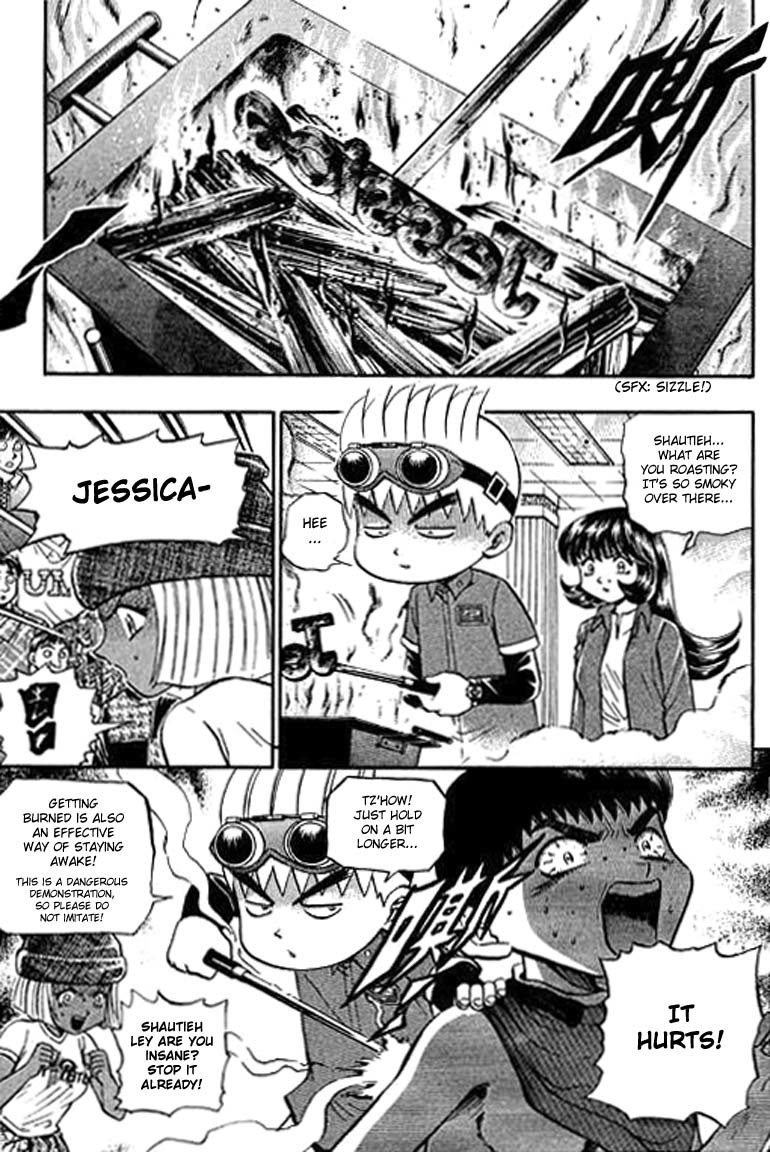 嘶
Jessica
(SFX: SIZZLE!)
SHAUTIEH...
WHAT ARE
YOU ROASTING?
IT'S SO SMOKY
OVER THERE...
HEE
...
JESSICA-
GETTING
BURNED IS ALSO
AN EFFECTIVE
WAY OF STAYING
AWAKE!
THIS IS A DANGEROUS
DEMONSTRATION,
SO PLEASE DO
NOT IMITATE!
TZ'HOW!
JUST HOLD
ON A BIT
LONGER...
嘶
IT
HURTS!
SHAUTIEH
LEY ARE YOU
INSANE?
STOP IT
ALREADY!